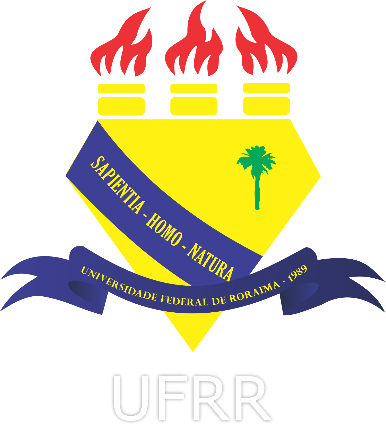 SAPIENTIA - HOMO - NATURA
UNIVERSIDADE FEDERAL DE RORAIMA - 1989
UFRR